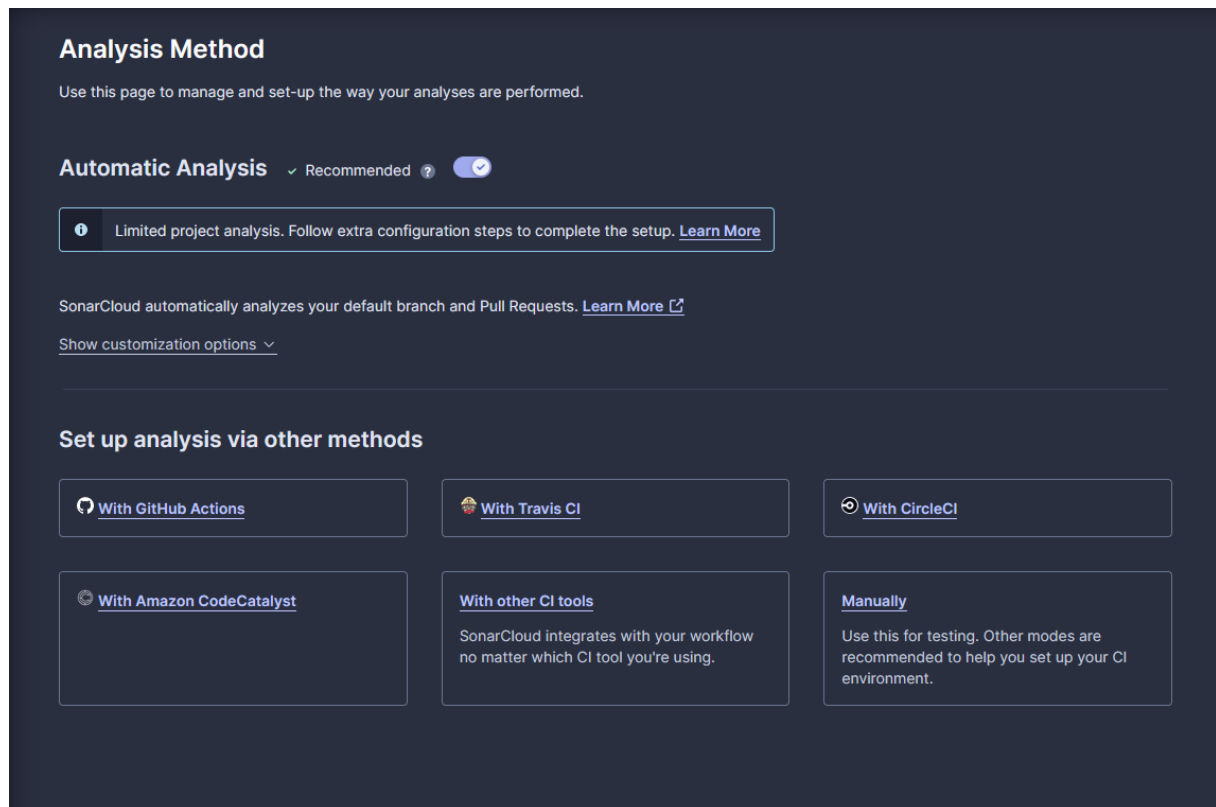 Analysis Method
Use this page to manage and set-up the way your analyses are performed.
Automatic Analysis ✓ Recommended ?
Limited project analysis. Follow extra configuration steps to complete the setup. Learn More
SonarCloud automatically analyzes your default branch and Pull Requests. Learn More
Show customization options
Set up analysis via other methods
With GitHub Actions
With Travis CI
With CircleCI
With Amazon CodeCatalyst
With other CI tools
SonarCloud integrates with your workflow
no matter which CI tool you're using.
Manually
Use this for testing. Other modes are
recommended to help you set up your CI
environment.